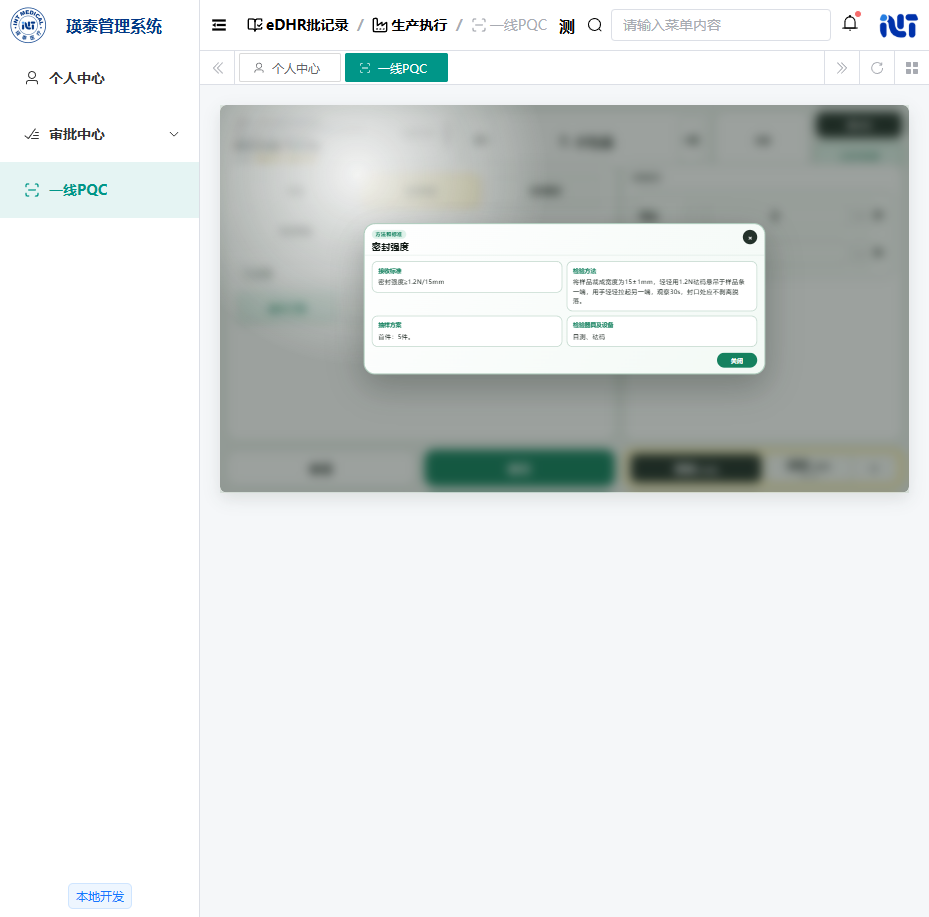 瑛泰管理系统
eDHR批记录 / 生产执行 / 一线PQC 测 请输入菜单内容
个人中心
审批中心
一线PQC
个人中心 一线PQC
方法和标准
密封强度
接收标准
密封强度≥1.2N/15mm
检验方法
将样品裁成宽度为15±1mm，轻轻用1.2N砝码悬吊于样品条
一端，用手轻轻拉起另一端，观察30s，封口处应不剥离脱
落。
抽样方案
首件：5件。
检验器具及设备
目测、砝码
关闭
本地开发